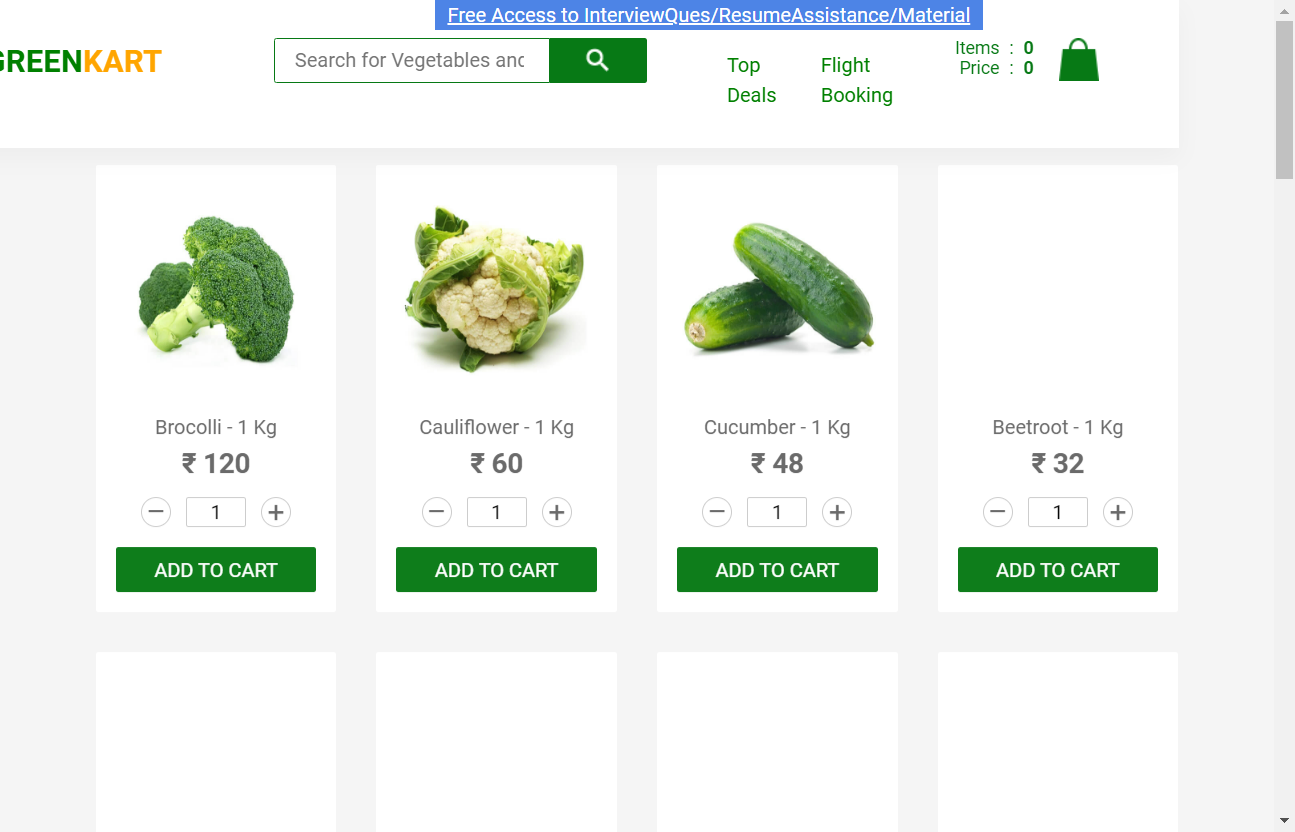 Free Access to InterviewQues/ResumeAssistance/Material
GREENKART
Search for Vegetables and
Top Deals
Flight Booking
Items : 0
Price : 0
Brocolli - 1 Kg
₹ 120
− 1 +
ADD TO CART
Cauliflower - 1 Kg
₹ 60
− 1 +
ADD TO CART
Cucumber - 1 Kg
₹ 48
− 1 +
ADD TO CART
Beetroot - 1 Kg
₹ 32
− 1 +
ADD TO CART